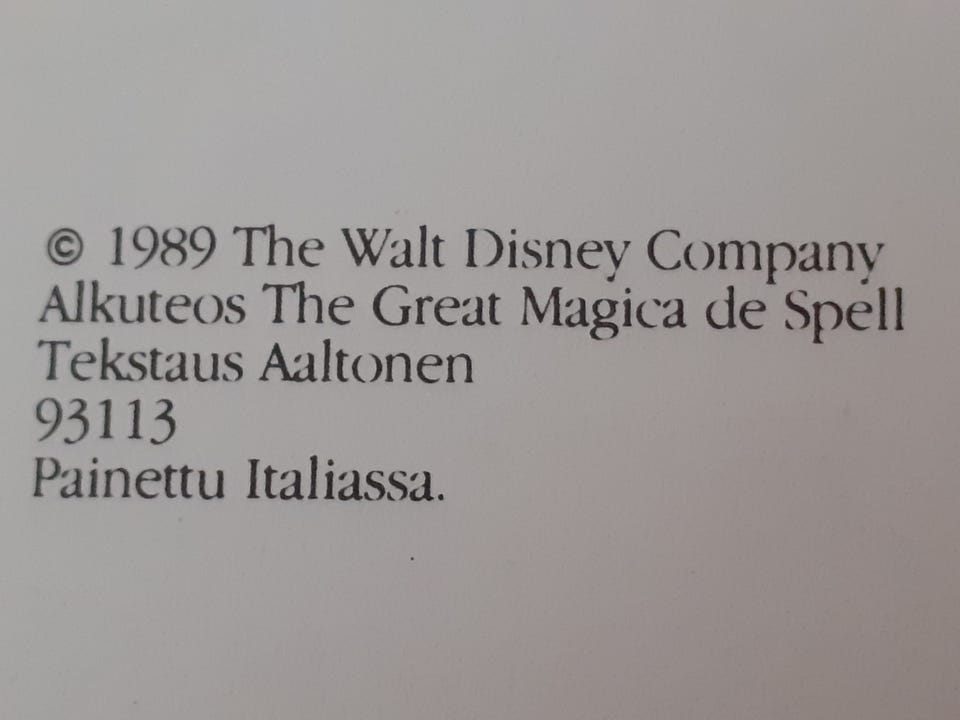 © 1989 The Walt Disney Company
Alkuteos The Great Magica de Spell
Tekstaus Aaltonen
93113
Painettu Italiassa.